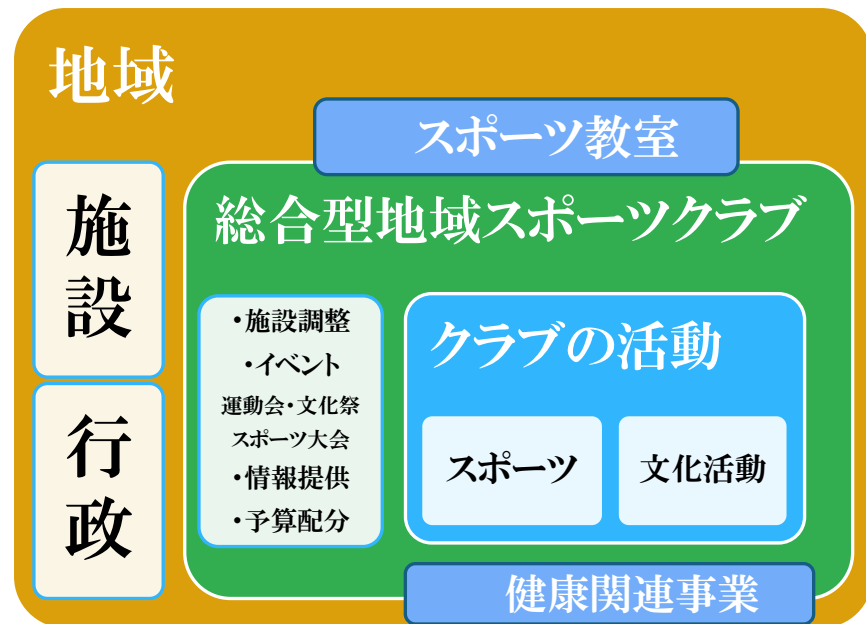 地域
スポーツ教室
施設
行政
総合型地域スポーツクラブ
・施設調整
・イベント
運動会・文化祭
スポーツ大会
・情報提供
・予算配分
クラブの活動
スポーツ
文化活動
健康関連事業